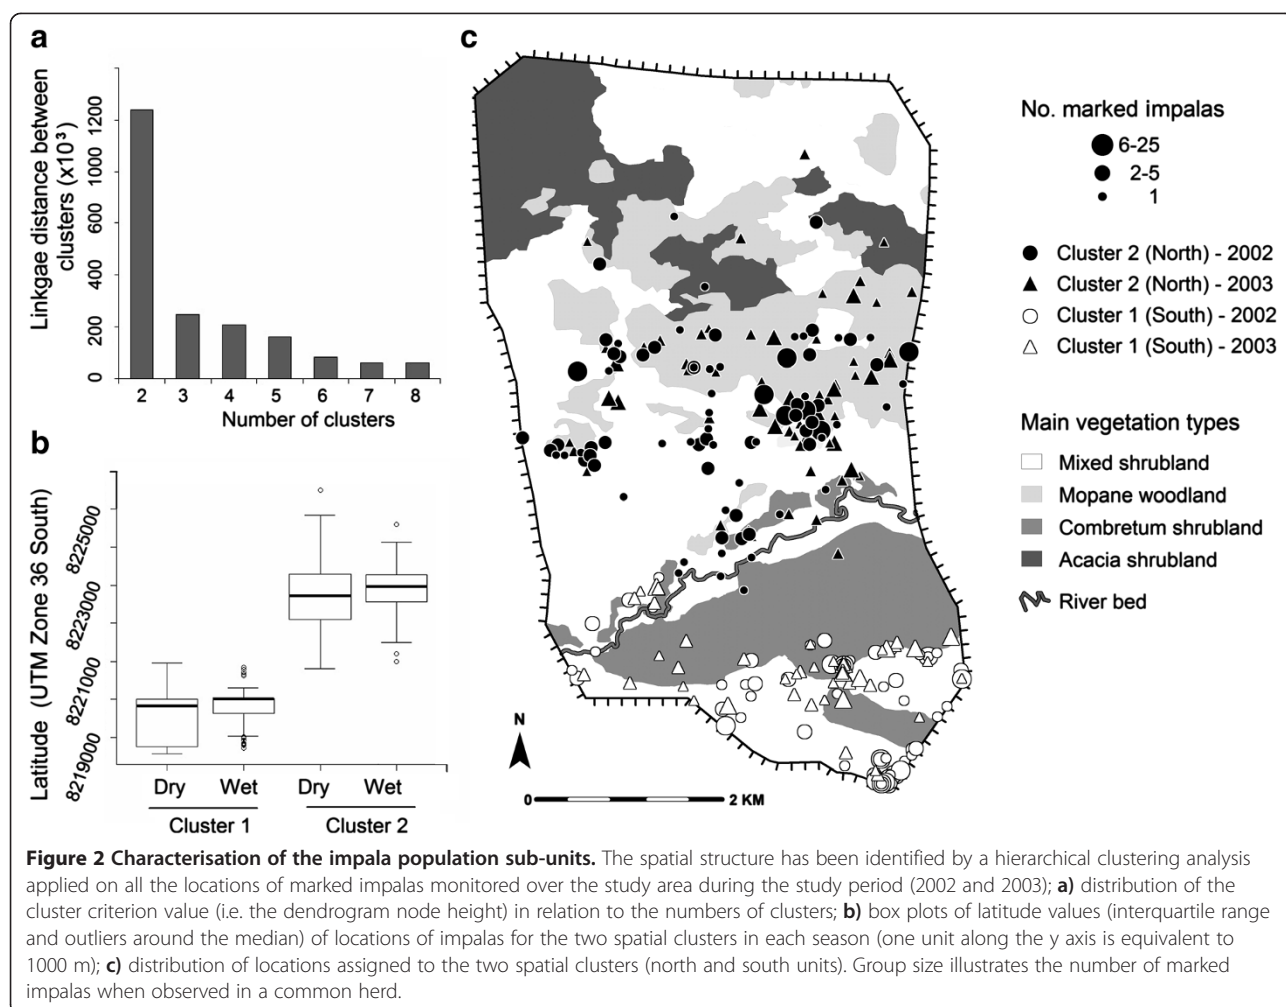 a
Linkgae distance between
clusters (x10³)
0 200 400 600 800 1000 1200
2 3 4 5 6 7 8
Number of clusters
b
Latitude (UTM Zone 36 South)
8219000 8221000 8223000 8225000
Dry Wet Dry Wet
Cluster 1 Cluster 2
c
N
0 2 KM
No. marked impalas
6-25
2-5
1
Cluster 2 (North) - 2002
Cluster 2 (North) - 2003
Cluster 1 (South) - 2002
Cluster 1 (South) - 2003
Main vegetation types
Mixed shrubland
Mopane woodland
Combretum shrubland
Acacia shrubland
River bed
Figure 2 Characterisation of the impala population sub-units. The spatial structure has been identified by a hierarchical clustering analysis
applied on all the locations of marked impalas monitored over the study area during the study period (2002 and 2003); a) distribution of the
cluster criterion value (i.e. the dendrogram node height) in relation to the numbers of clusters; b) box plots of latitude values (interquartile range
and outliers around the median) of locations of impalas for the two spatial clusters in each season (one unit along the y axis is equivalent to
1000 m); c) distribution of locations assigned to the two spatial clusters (north and south units). Group size illustrates the number of marked
impalas when observed in a common herd.